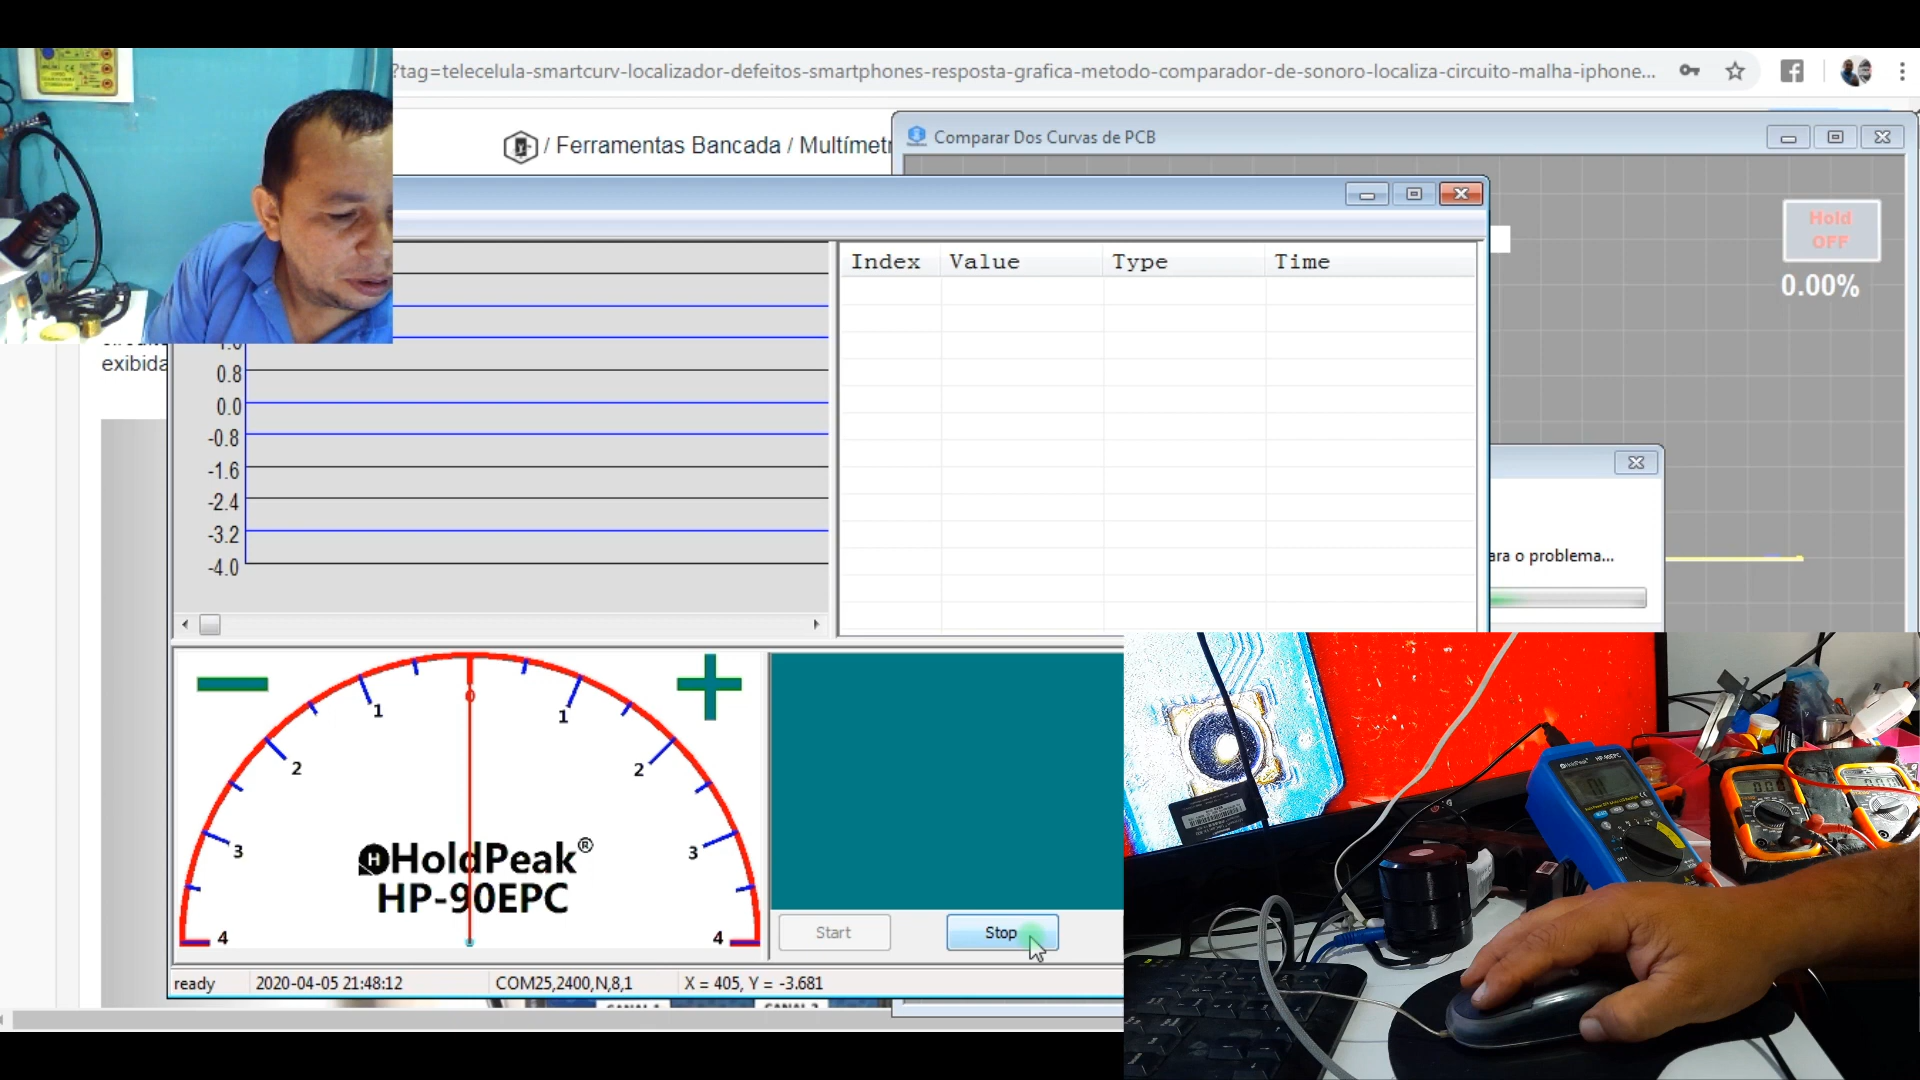 ?tag=telecelula-smartcurv-localizador-defeitos-smartphones-resposta-grafica-metodo-comparador-de-sonoro-localiza-circuito-malha-iphone...
/ Ferramentas Bancada / Multímetr
Comparar Dos Curvas de PCB
Hold
OFF
0.00%
Index Value Type Time
exibida
0.8
0.0
-0.8
-1.6
-2.4
-3.2
-4.0
ara o problema...
0
1 1
2 2
3 3
4 4
HoldPeak®
HP-90EPC
Start Stop
ready 2020-04-05 21:48:12 COM25,2400,N,8,1 X = 405, Y = -3.681
HoldPeak HP-90EPC